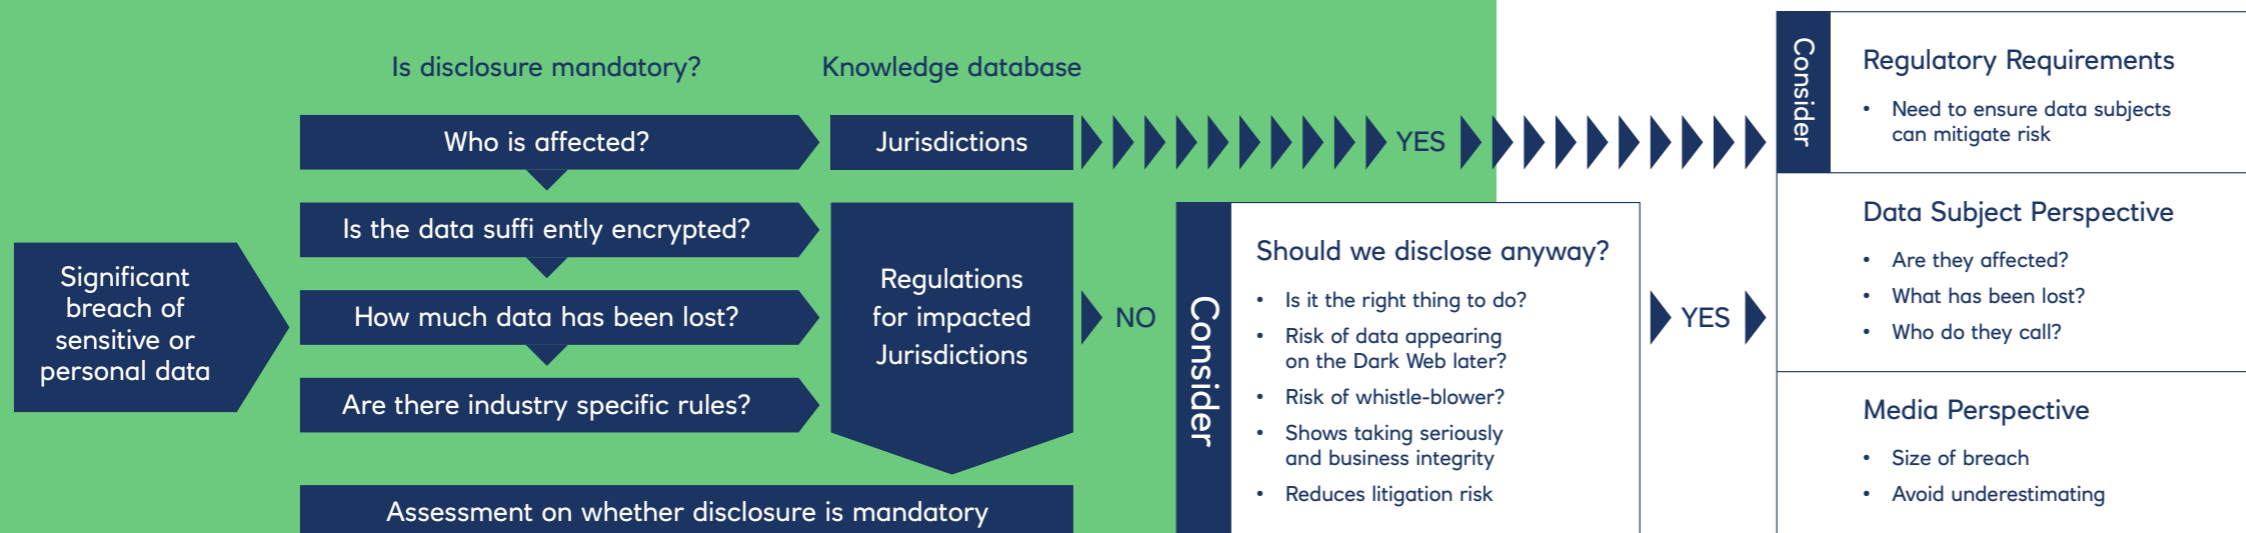 Significant
breach of
sensitive or
personal data
Is disclosure mandatory?
Who is affected?
Is the data suffi ently encrypted?
How much data has been lost?
Are there industry specific rules?
Assessment on whether disclosure is mandatory
Knowledge database
Jurisdictions
Regulations
for impacted
Jurisdictions
YES
NO
Consider
Should we disclose anyway?
• Is it the right thing to do?
• Risk of data appearing
on the Dark Web later?
• Risk of whistle-blower?
• Shows taking seriously
and business integrity
• Reduces litigation risk
YES
Consider
Regulatory Requirements
• Need to ensure data subjects
can mitigate risk
Data Subject Perspective
• Are they affected?
• What has been lost?
• Who do they call?
Media Perspective
• Size of breach
• Avoid underestimating